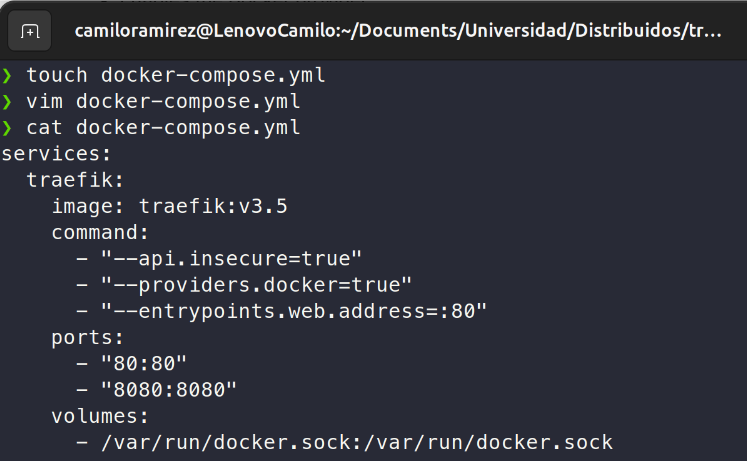 camiloramirez@LenovoCamilo:~/Documents/Universidad/Distribuidos/tr...
❯ touch docker-compose.yml
❯ vim docker-compose.yml
❯ cat docker-compose.yml
services:
  traefik:
    image: traefik:v3.5
    command:
      - "--api.insecure=true"
      - "--providers.docker=true"
      - "--entrypoints.web.address=:80"
    ports:
      - "80:80"
      - "8080:8080"
    volumes:
      - /var/run/docker.sock:/var/run/docker.sock